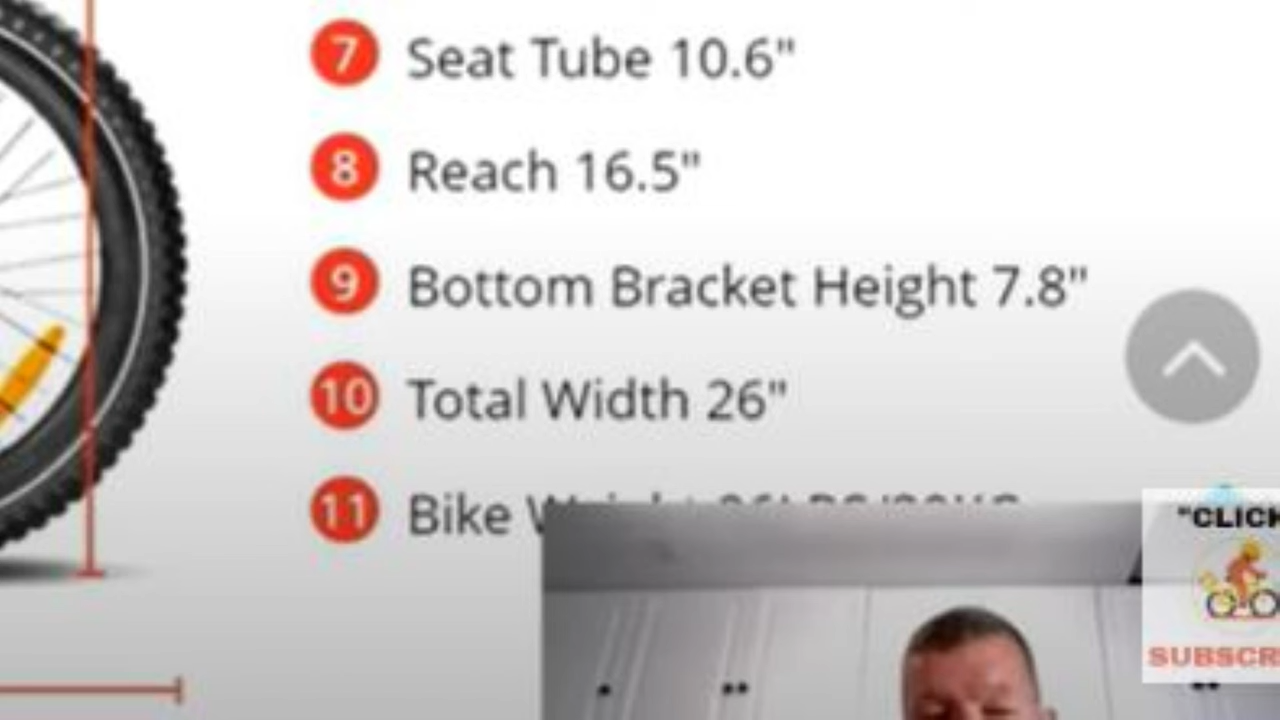 7 Seat Tube 10.6"
8 Reach 16.5"
9 Bottom Bracket Height 7.8"
10 Total Width 26"
11 Bike
"CLICK
SUBSCR